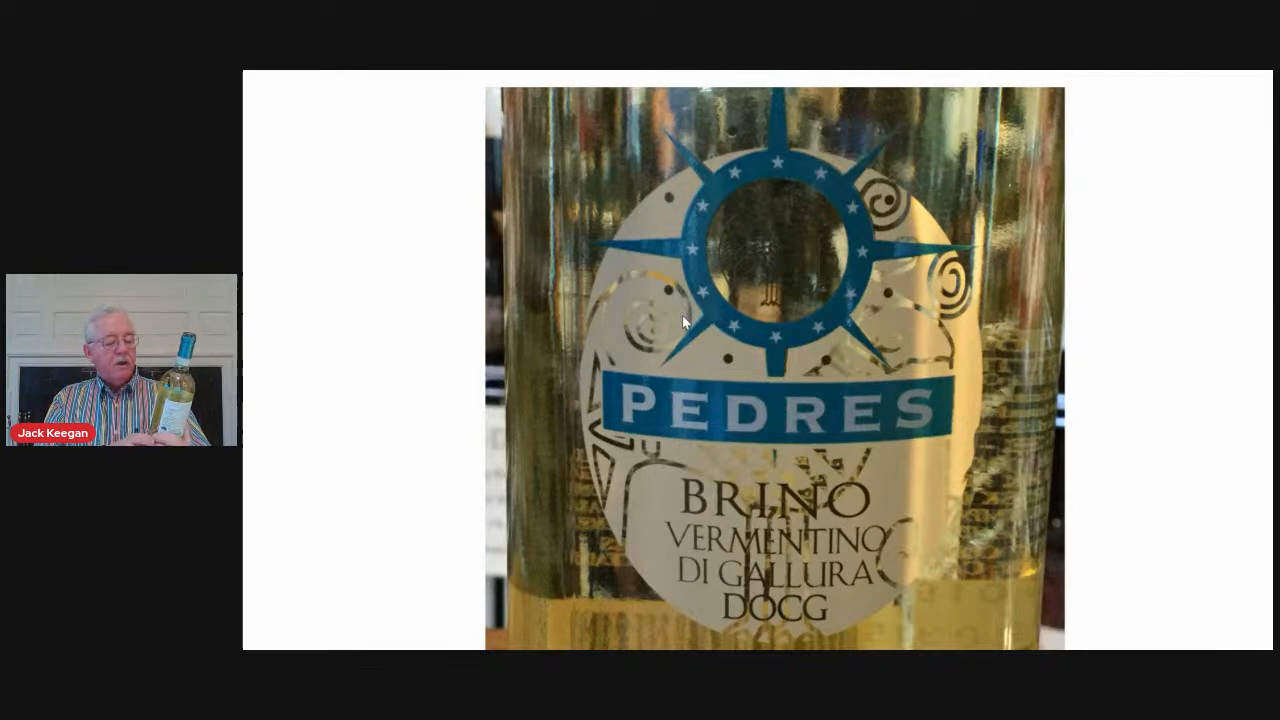 Jack Keegan
PEDRES
BRINO
VERMENTINO
DI GALLURA
DOCG